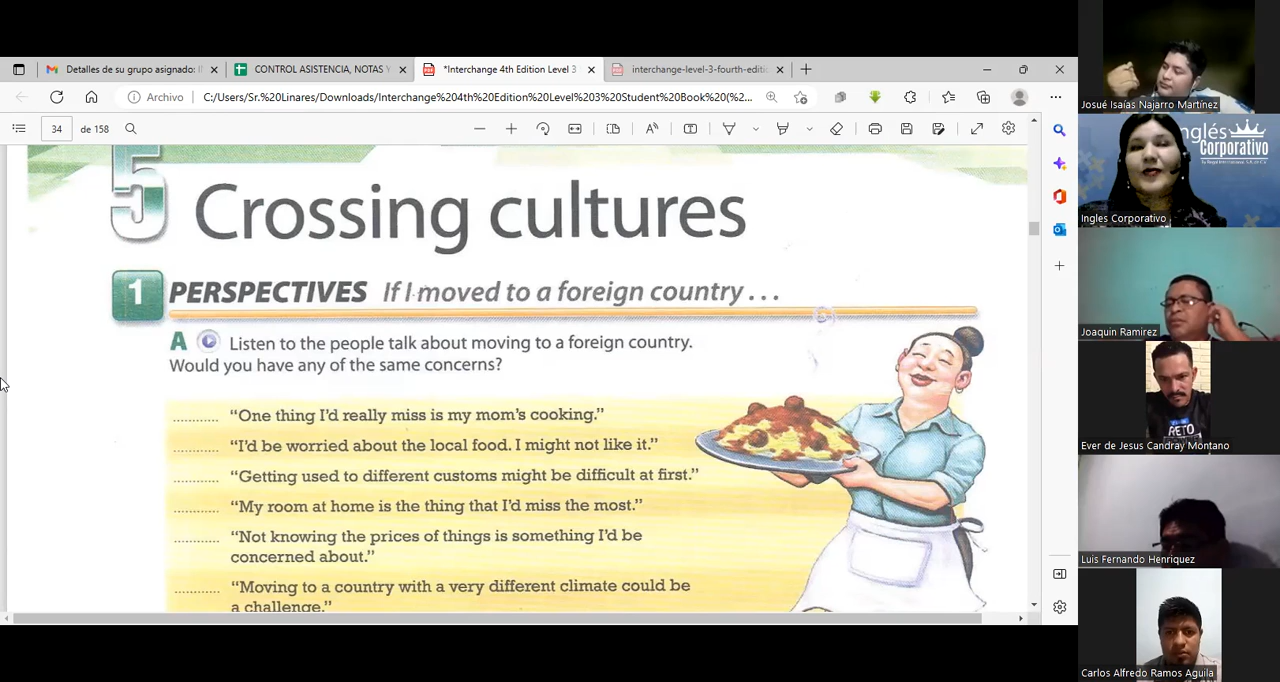 Detalles de su grupo asignado: I
CONTROL ASISTENCIA, NOTAS Y
*Interchange 4th Edition Level 3
interchange-level-3-fourth-editi
Archivo
C:/Users/Sr.%20Linares/Downloads/Interchange%204th%20Edition%20Level%203%20Student%20Book%20(%2...
34
de 158
5
Crossing cultures
1
PERSPECTIVES If I moved to a foreign country . . .
A Listen to the people talk about moving to a foreign country.
Would you have any of the same concerns?
.......... “One thing I’d really miss is my mom’s cooking.”
.......... “I’d be worried about the local food. I might not like it.”
.......... “Getting used to different customs might be difficult at first.”
.......... “My room at home is the thing that I’d miss the most.”
.......... “Not knowing the prices of things is something I’d be
concerned about.”
.......... “Moving to a country with a very different climate could be
a challenge.”
Josué Isaías Najarro Martínez
Inglés
Corporativo
Ingles Corporativo
Joaquin Ramirez
RETO
Ever de Jesus Candray Montano
Luis Fernando Henriquez
Carlos Alfredo Ramos Aguila